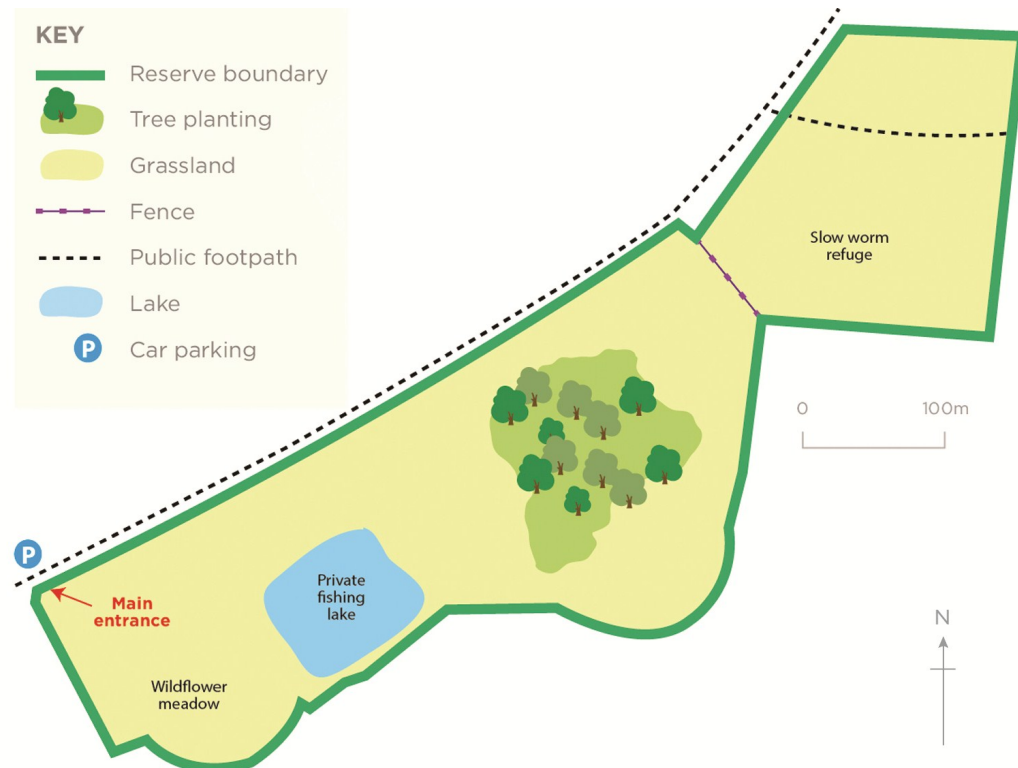 KEY
Reserve boundary
Tree planting
Grassland
Fence
Public footpath
Lake
P Car parking
Slow worm
refuge
0 100m
P
Private
fishing
lake
Main
entrance
Wildflower
meadow
N